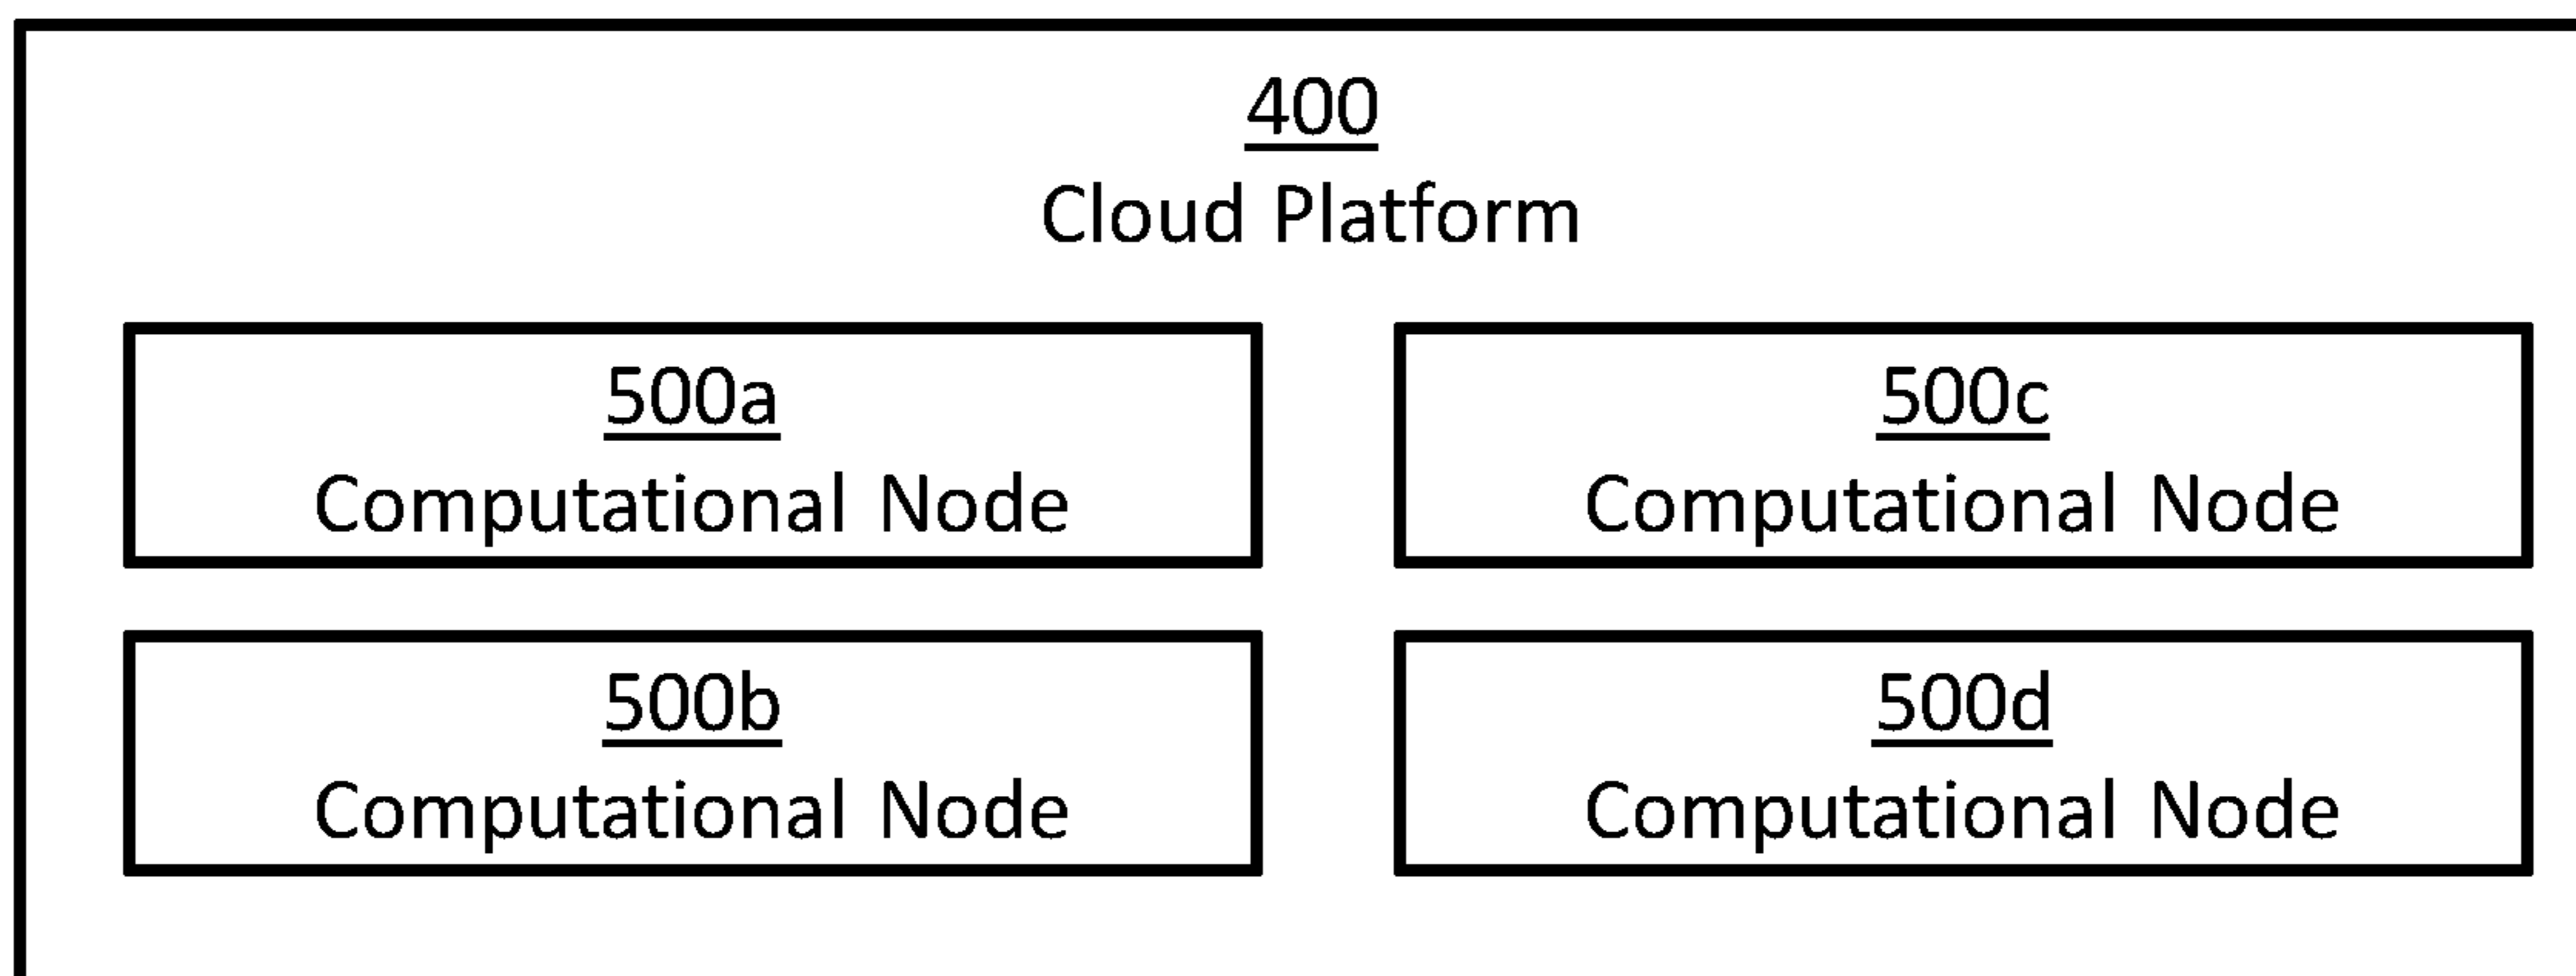 400
Cloud Platform
500a
Computational Node
500c
Computational Node
500b
Computational Node
500d
Computational Node